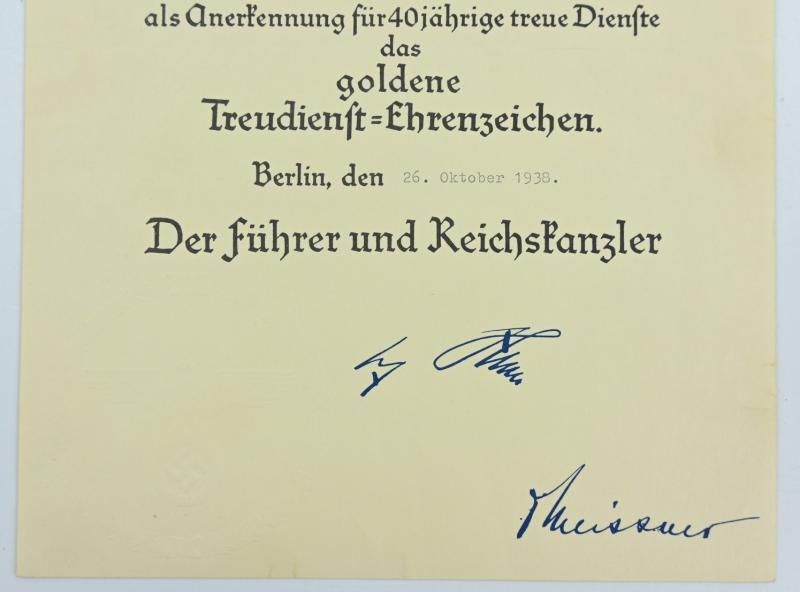 als Anerkennung für 40jährige treue Dienste
das
goldene
Treudienst=Ehrenzeichen.
Berlin, den 26. Oktober 1938.
Der Führer und Reichskanzler
Meissner